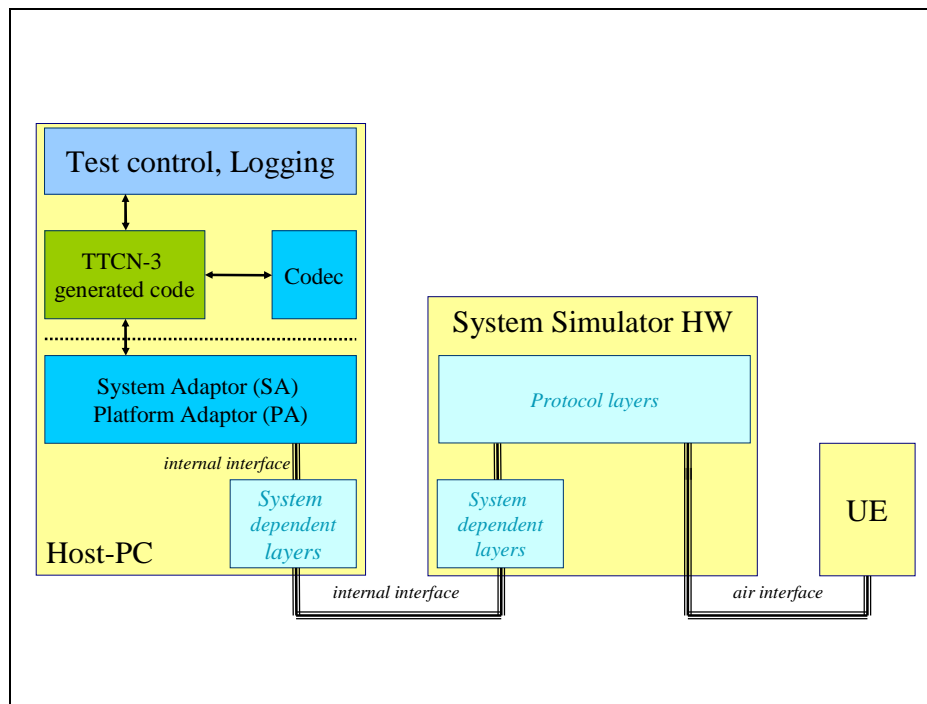 Test control, Logging
TTCN-3
generated code
Codec
System Adaptor (SA)
Platform Adaptor (PA)
internal interface
System
dependent
layers
Host-PC
System Simulator HW
Protocol layers
System
dependent
layers
UE
internal interface
air interface